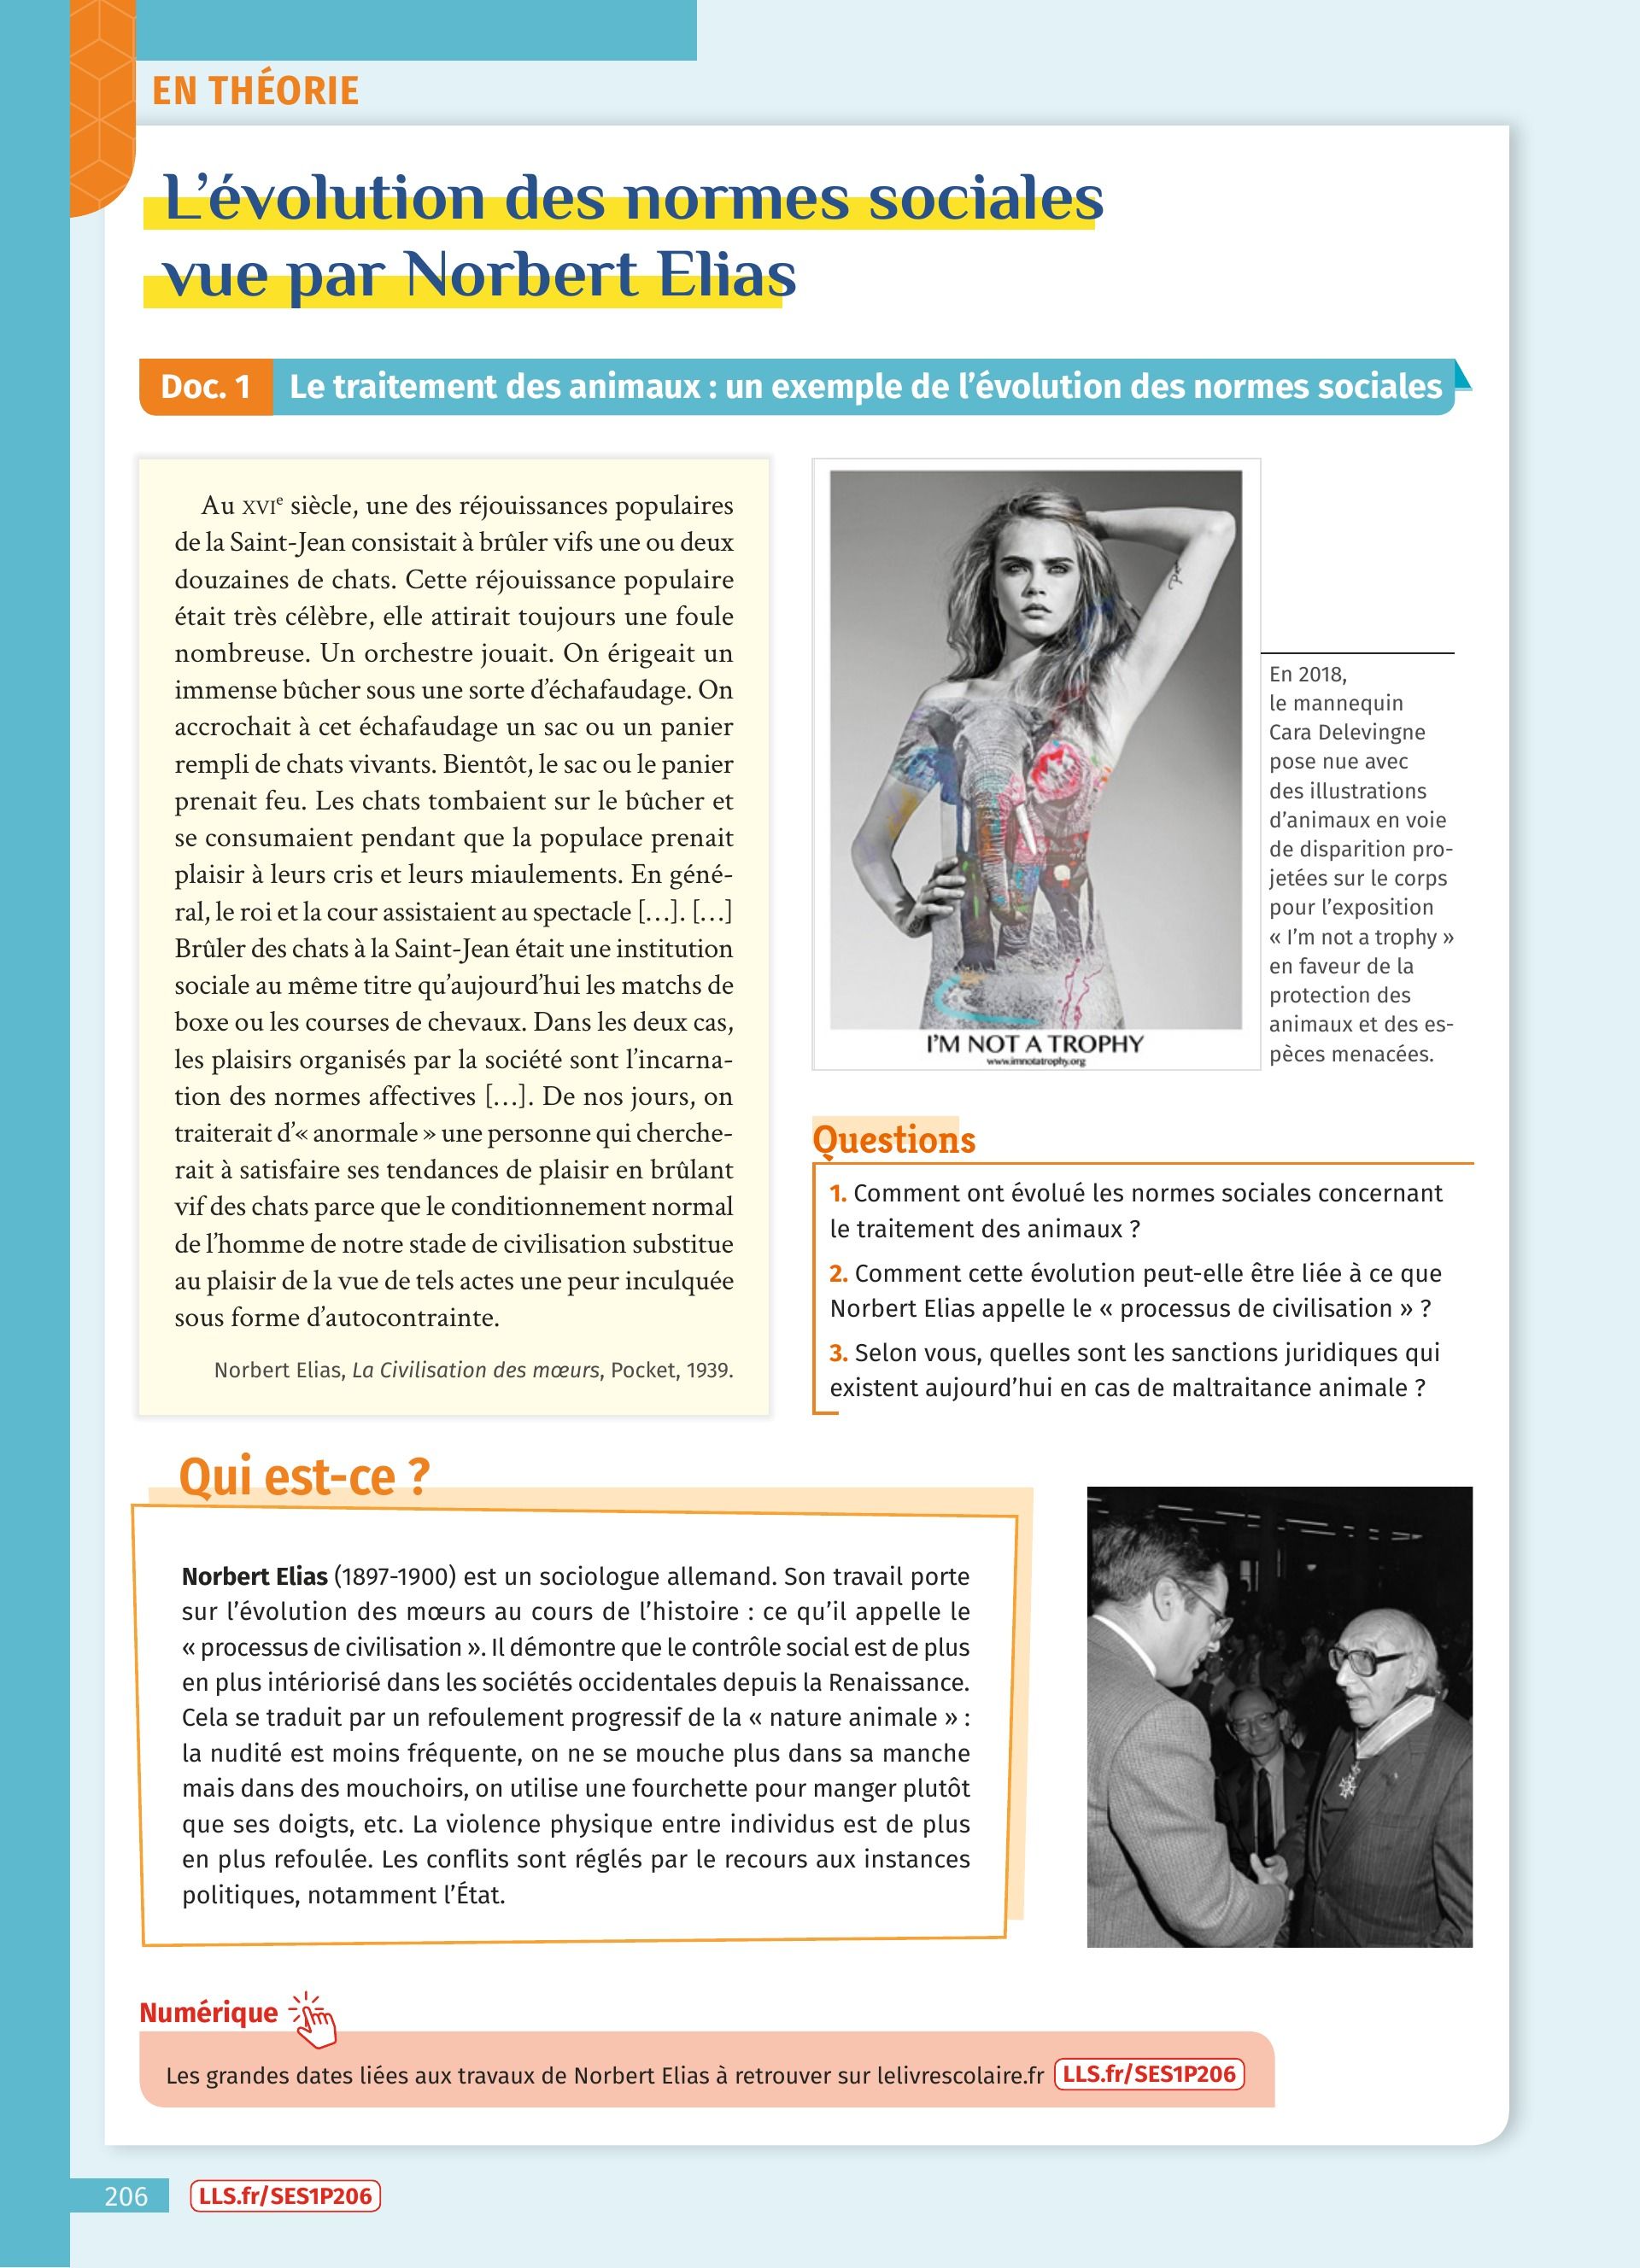 EN THÉORIE
L’évolution des normes sociales
vue par Norbert Elias
Doc. 1 Le traitement des animaux : un exemple de l’évolution des normes sociales
Au XVIe siècle, une des réjouissances populaires
de la Saint-Jean consistait à brûler vifs une ou deux
douzaines de chats. Cette réjouissance populaire
était très célèbre, elle attirait toujours une foule
nombreuse. Un orchestre jouait. On érigeait un
immense bûcher sous une sorte d’échafaudage. On
accrochait à cet échafaudage un sac ou un panier
rempli de chats vivants. Bientôt, le sac ou le panier
prenait feu. Les chats tombaient sur le bûcher et
se consumaient pendant que la populace prenait
plaisir à leurs cris et leurs miaulements. En géné-
ral, le roi et la cour assistaient au spectacle […]. […]
Brûler des chats à la Saint-Jean était une institution
sociale au même titre qu’aujourd’hui les matchs de
boxe ou les courses de chevaux. Dans les deux cas,
les plaisirs organisés par la société sont l’incarna-
tion des normes affectives […]. De nos jours, on
traiterait d’« anormale » une personne qui cherche-
rait à satisfaire ses tendances de plaisir en brûlant
vif des chats parce que le conditionnement normal
de l’homme de notre stade de civilisation substitue
au plaisir de la vue de tels actes une peur inculquée
sous forme d’autocontrainte.
Norbert Elias, La Civilisation des mœurs, Pocket, 1939.
I’M NOT A TROPHY
www.imnotatrophy.org
En 2018,
le mannequin
Cara Delevingne
pose nue avec
des illustrations
d’animaux en voie
de disparition pro-
jetées sur le corps
pour l’exposition
« I’m not a trophy »
en faveur de la
protection des
animaux et des es-
pèces menacées.
Questions
1. Comment ont évolué les normes sociales concernant
le traitement des animaux ?
2. Comment cette évolution peut-elle être liée à ce que
Norbert Elias appelle le « processus de civilisation » ?
3. Selon vous, quelles sont les sanctions juridiques qui
existent aujourd’hui en cas de maltraitance animale ?
Qui est-ce ?
Norbert Elias (1897-1900) est un sociologue allemand. Son travail porte
sur l’évolution des mœurs au cours de l’histoire : ce qu’il appelle le
« processus de civilisation ». Il démontre que le contrôle social est de plus
en plus intériorisé dans les sociétés occidentales depuis la Renaissance.
Cela se traduit par un refoulement progressif de la « nature animale » :
la nudité est moins fréquente, on ne se mouche plus dans sa manche
mais dans des mouchoirs, on utilise une fourchette pour manger plutôt
que ses doigts, etc. La violence physique entre individus est de plus
en plus refoulée. Les conflits sont réglés par le recours aux instances
politiques, notamment l’État.
Numérique
Les grandes dates liées aux travaux de Norbert Elias à retrouver sur lelivrescolaire.fr LLS.fr/SES1P206
206 LLS.fr/SES1P206